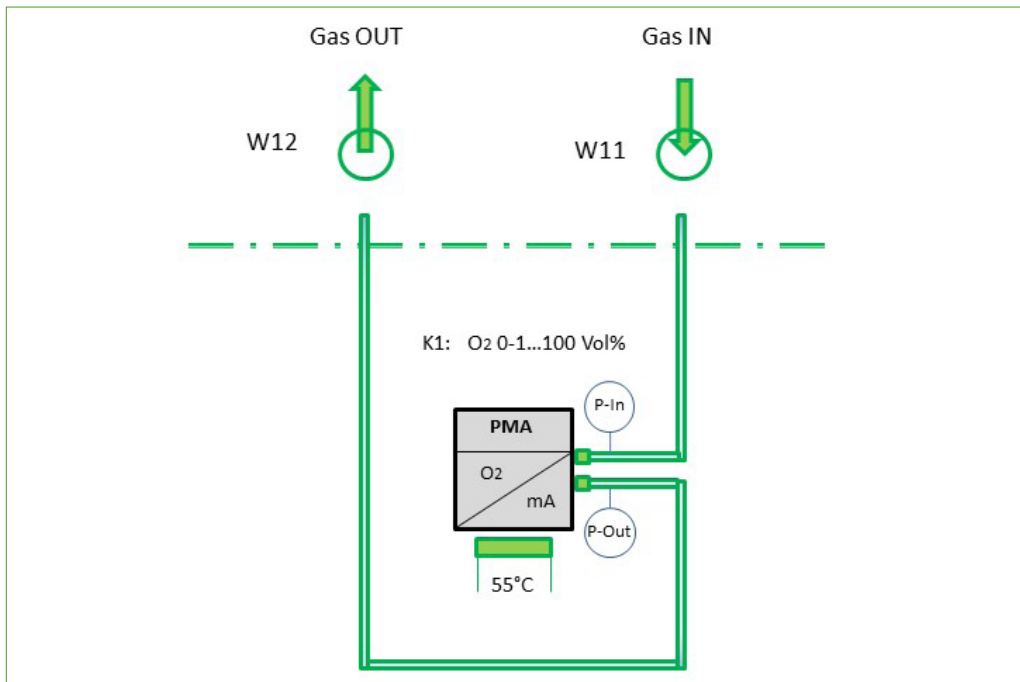 Gas OUT
Gas IN
W12
W11
K1: O2 0-1...100 Vol%
P-In
PMA
O2
mA
P-Out
55°C